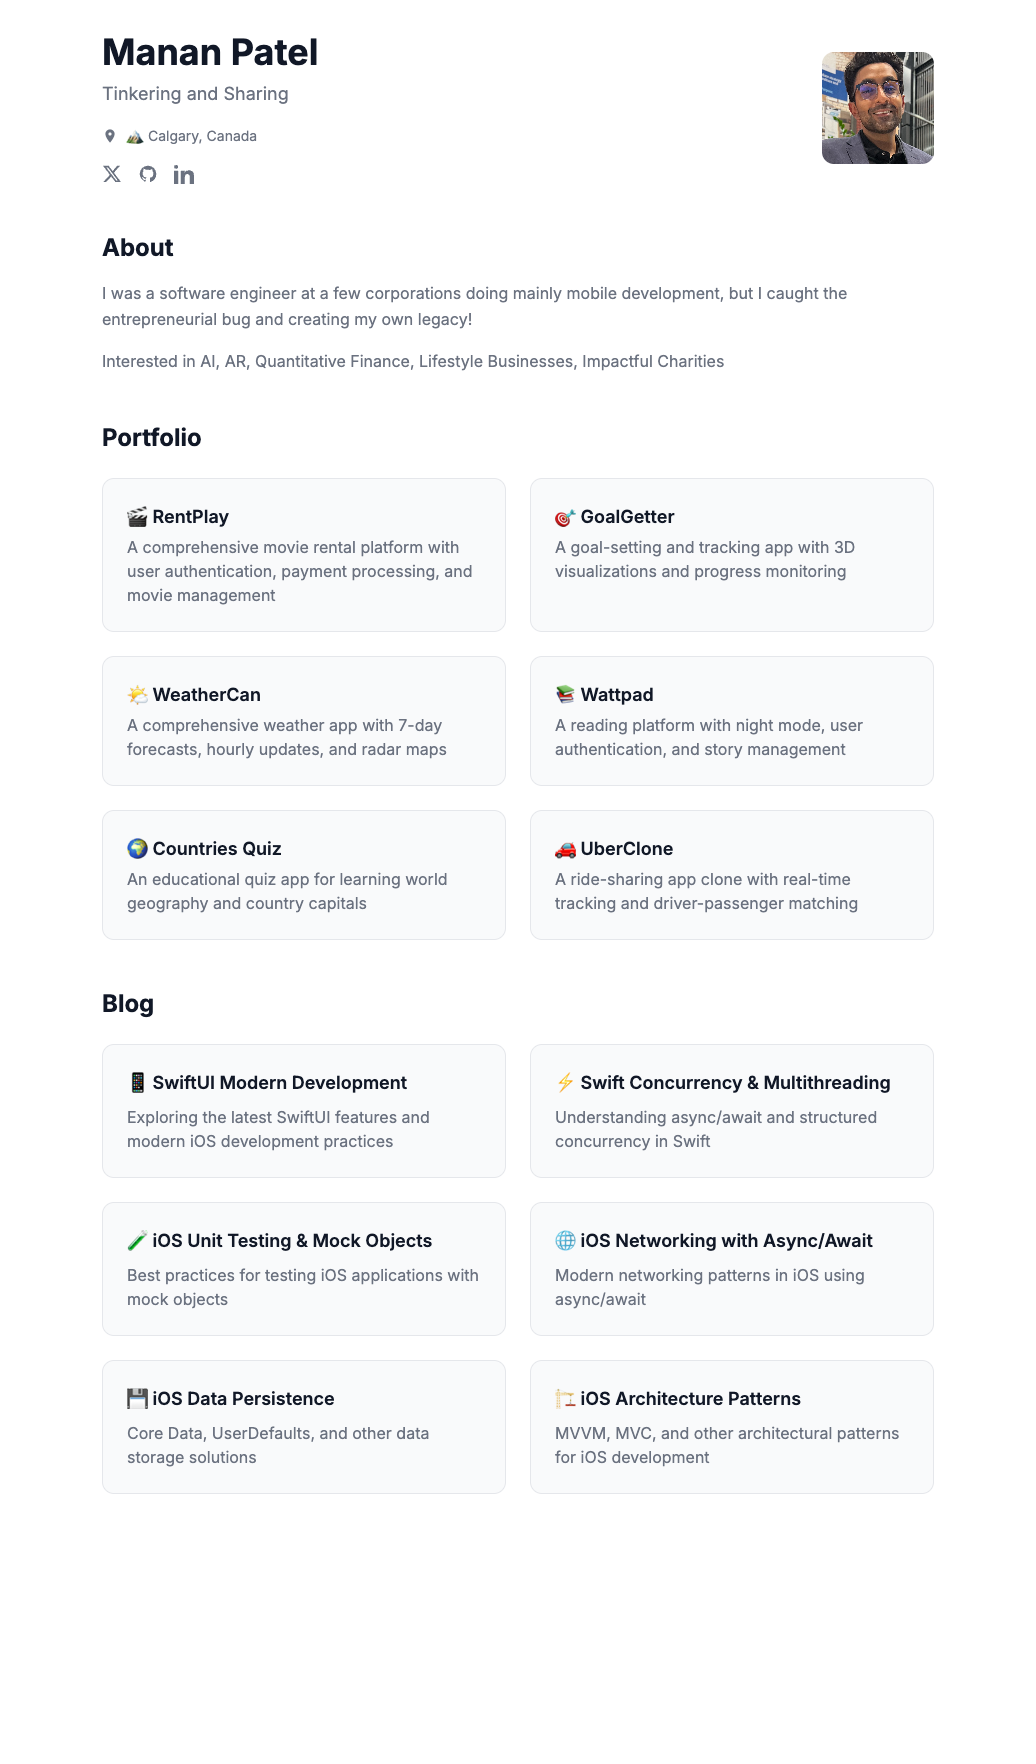 Manan Patel
Tinkering and Sharing
🏔️ Calgary, Canada
About
I was a software engineer at a few corporations doing mainly mobile development, but I caught the
entrepreneurial bug and creating my own legacy!
Interested in AI, AR, Quantitative Finance, Lifestyle Businesses, Impactful Charities
Portfolio
🎬 RentPlay
A comprehensive movie rental platform with
user authentication, payment processing, and
movie management
🎯 GoalGetter
A goal-setting and tracking app with 3D
visualizations and progress monitoring
🌤️ WeatherCan
A comprehensive weather app with 7-day
forecasts, hourly updates, and radar maps
📚 Wattpad
A reading platform with night mode, user
authentication, and story management
🌍 Countries Quiz
An educational quiz app for learning world
geography and country capitals
🚗 UberClone
A ride-sharing app clone with real-time
tracking and driver-passenger matching
Blog
📱 SwiftUI Modern Development
Exploring the latest SwiftUI features and
modern iOS development practices
⚡ Swift Concurrency & Multithreading
Understanding async/await and structured
concurrency in Swift
🧪 iOS Unit Testing & Mock Objects
Best practices for testing iOS applications with
mock objects
🌐 iOS Networking with Async/Await
Modern networking patterns in iOS using
async/await
💾 iOS Data Persistence
Core Data, UserDefaults, and other data
storage solutions
🏗️ iOS Architecture Patterns
MVVM, MVC, and other architectural patterns
for iOS development